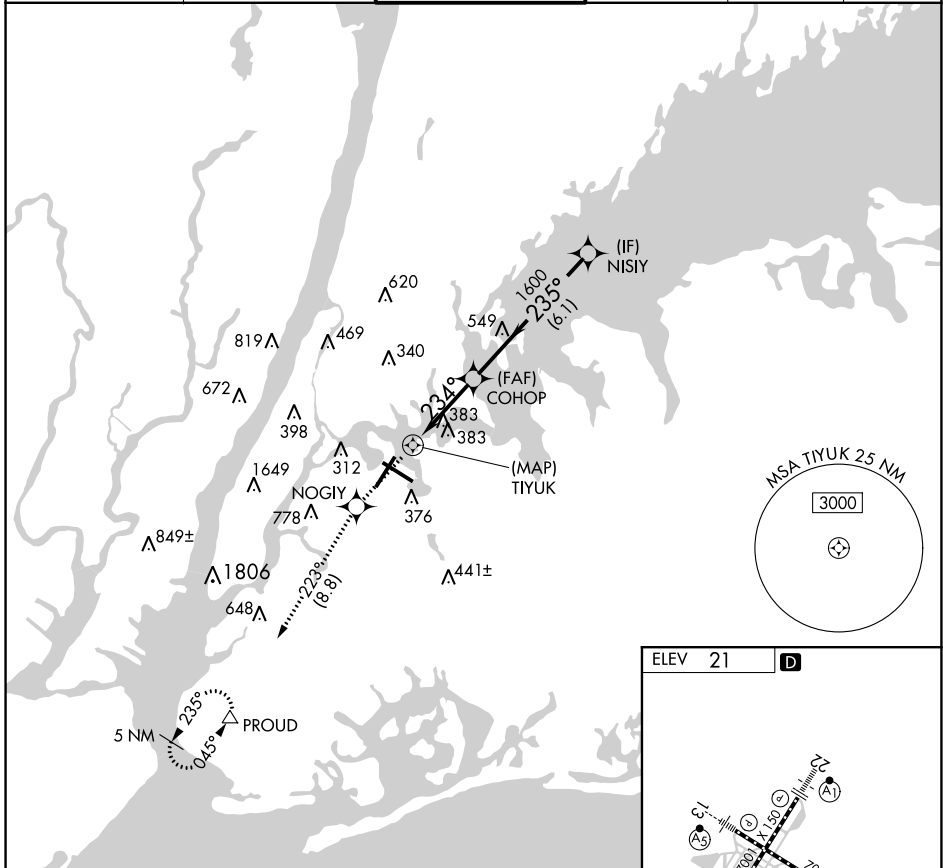 (IF)
NISIY
1600
235°
(6.1)
620
549
819
469
340
234°
(FAF)
COHOP
672
383
398
383
312
(MAP)
TIYUK
1649
NOGIY
778
376
849±
1806
223°
(8.8)
441±
648
MSA TIYUK 25 NM
3000
235°
5 NM
045°
PROUD
ELEV 21
D
22
P
A1
13
P
A5
7001 X 150